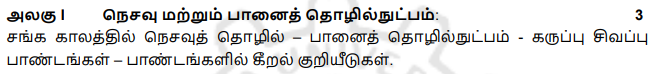 அலகு I நெசவு மற்றும் பானைத் தொழில்நுட்பம்: 3
சங்க காலத்தில் நெசவுத் தொழில் – பானைத் தொழில்நுட்பம் - கருப்பு சிவப்பு
பாண்டங்கள் – பாண்டங்களில் கீறல் குறியீடுகள்.